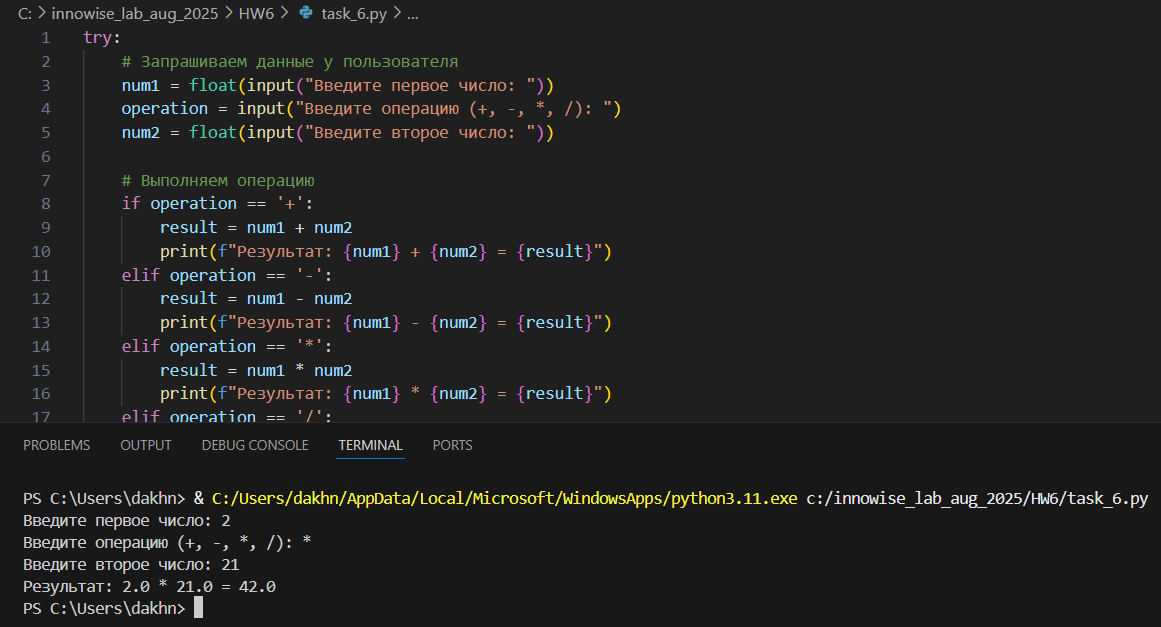 C: > innowise_lab_aug_2025 > HW6 > task_6.py > ...
1 try:
2 # Запрашиваем данные у пользователя
3 num1 = float(input("Введите первое число: "))
4 operation = input("Введите операцию (+, -, *, /): ")
5 num2 = float(input("Введите второе число: "))
6
7 # Выполняем операцию
8 if operation == '+':
9 result = num1 + num2
10 print(f"Результат: {num1} + {num2} = {result}")
11 elif operation == '-':
12 result = num1 - num2
13 print(f"Результат: {num1} - {num2} = {result}")
14 elif operation == '*':
15 result = num1 * num2
16 print(f"Результат: {num1} * {num2} = {result}")
17 elif operation == '/':
PROBLEMS OUTPUT DEBUG CONSOLE TERMINAL PORTS
PS C:\Users\dakhn> & C:/Users/dakhn/AppData/Local/Microsoft/WindowsApps/python3.11.exe c:/innowise_lab_aug_2025/HW6/task_6.py
Введите первое число: 2
Введите операцию (+, -, *, /): *
Введите второе число: 21
Результат: 2.0 * 21.0 = 42.0
PS C:\Users\dakhn>